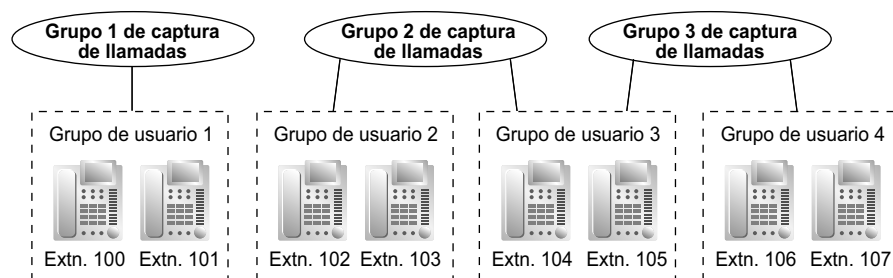 Grupo 1 de captura
de llamadas
Grupo 2 de captura
de llamadas
Grupo 3 de captura
de llamadas
Grupo de usuario 1
Grupo de usuario 2
Grupo de usuario 3
Grupo de usuario 4
Extn. 100 Extn. 101
Extn. 102 Extn. 103
Extn. 104 Extn. 105
Extn. 106 Extn. 107